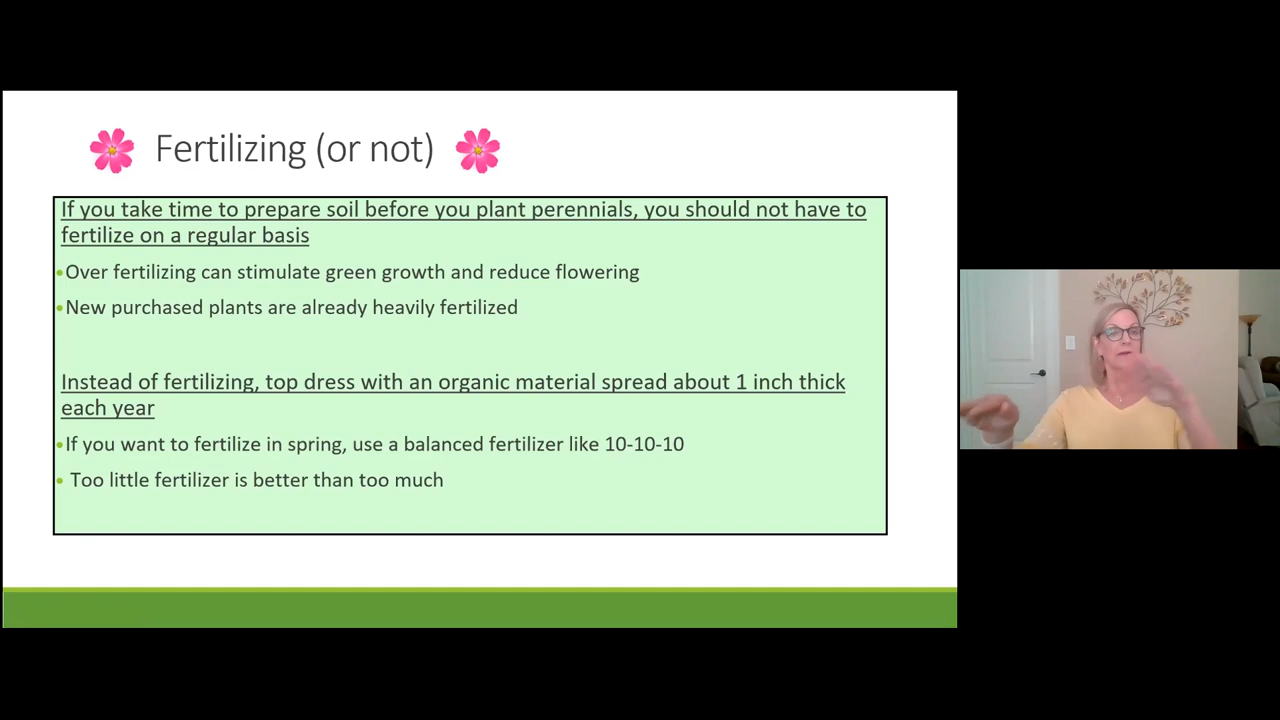 Fertilizing (or not)
If you take time to prepare soil before you plant perennials, you should not have to
fertilize on a regular basis
•Over fertilizing can stimulate green growth and reduce flowering
•New purchased plants are already heavily fertilized
Instead of fertilizing, top dress with an organic material spread about 1 inch thick
each year
•If you want to fertilize in spring, use a balanced fertilizer like 10-10-10
• Too little fertilizer is better than too much